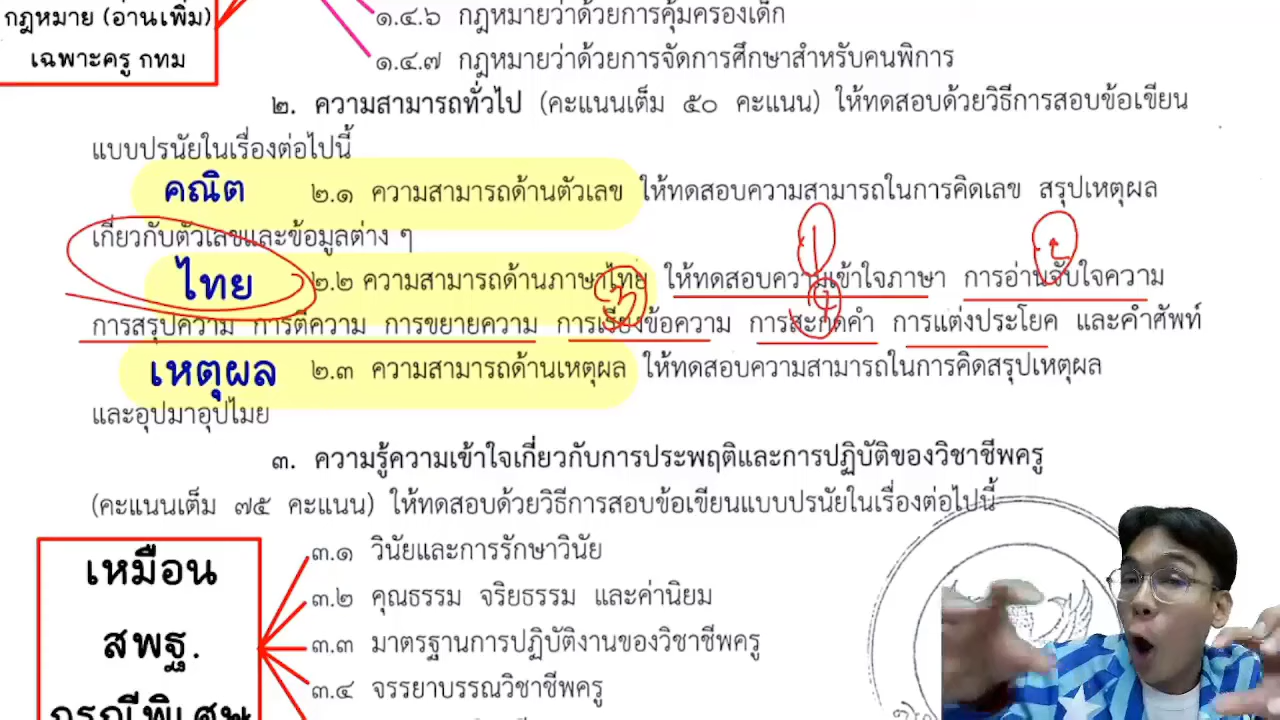 กฎหมาย (อ่านเพิ่ม)
เฉพาะครู กทม
๑.๔.๖ กฎหมายว่าด้วยการคุ้มครองเด็ก
๑.๔.๗ กฎหมายว่าด้วยการจัดการศึกษาสำหรับคนพิการ
๒. ความสามารถทั่วไป (คะแนนเต็ม ๕๐ คะแนน) ให้ทดสอบด้วยวิธีการสอบข้อเขียน
แบบปรนัยในเรื่องต่อไปนี้
คณิต ๒.๑ ความสามารถด้านตัวเลข ให้ทดสอบความสามารถในการคิดเลข สรุปเหตุผล
เกี่ยวกับตัวเลขและข้อมูลต่าง ๆ
ไทย ๒.๒ ความสามารถด้านภาษาไทย ให้ทดสอบความเข้าใจภาษา การอ่านจับใจความ
การสรุปความ การตีความ การขยายความ การเรียงข้อความ การสะกดคำ การแต่งประโยค และคำศัพท์
เหตุผล ๒.๓ ความสามารถด้านเหตุผล ให้ทดสอบความสามารถในการคิดสรุปเหตุผล
และอุปมาอุปไมย
๓. ความรู้ความเข้าใจเกี่ยวกับการประพฤติและการปฏิบัติของวิชาชีพครู
(คะแนนเต็ม ๗๕ คะแนน) ให้ทดสอบด้วยวิธีการสอบข้อเขียนแบบปรนัยในเรื่องต่อไปนี้
เหมือน
สพฐ.
กรณีพิเศษ
๓.๑ วินัยและการรักษาวินัย
๓.๒ คุณธรรม จริยธรรม และค่านิยม
๓.๓ มาตรฐานการปฏิบัติงานของวิชาชีพครู
๓.๔ จรรยาบรรณวิชาชีพครู